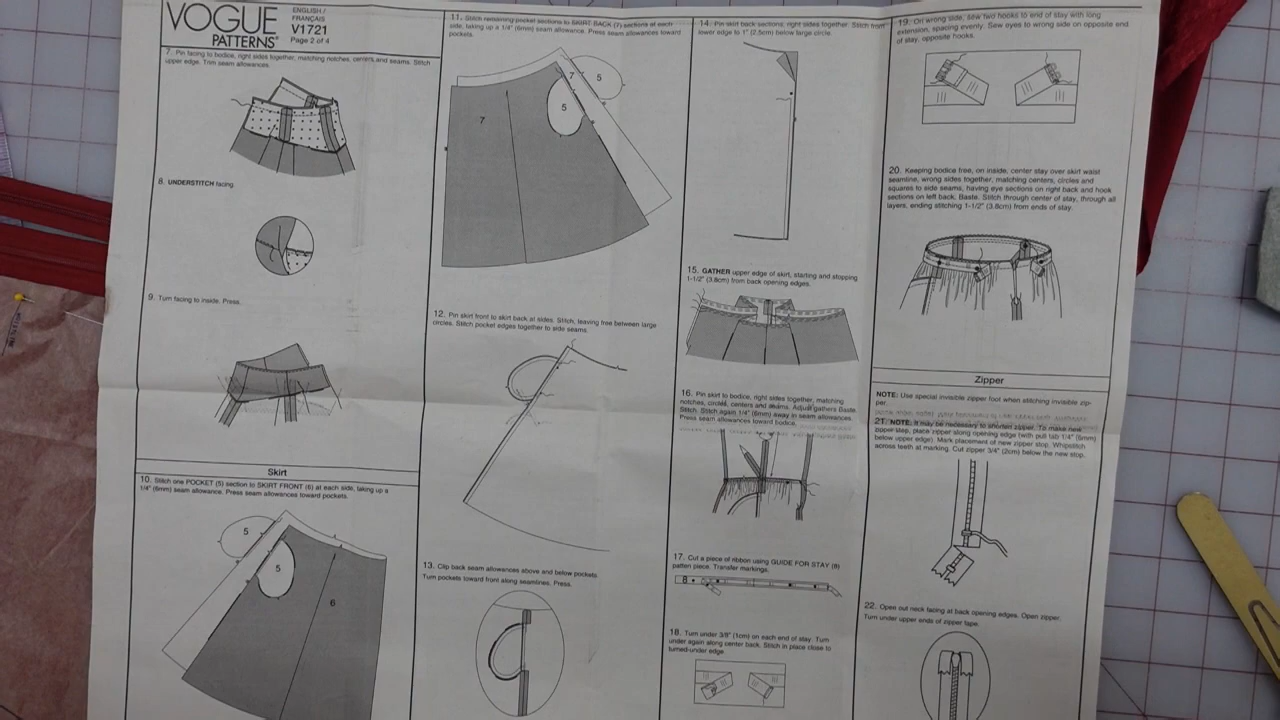 VOGUE
PATTERNS®
ENGLISH /
FRANÇAIS
V1721
Page 2 of 4
7. Pin facing to bodice, right sides together, matching notches, centers and seams. Stitch
upper edge. Trim seam allowances.
8. UNDERSTITCH facing.
9. Turn facing to inside. Press.
Skirt
10. Stitch one POCKET (5) section to SKIRT FRONT (6) at each side, taking up a
1/4" (6mm) seam allowance. Press seam allowances toward pockets.
5
5
6
11. Stitch remaining pocket sections to SKIRT BACK (7) sections at each
side, taking up a 1/4" (6mm) seam allowance. Press seam allowances toward
pockets.
7
5
5
7
12. Pin skirt front to skirt back at sides. Stitch, leaving free between large
circles. Stitch pocket edges together to side seams.
13. Clip back seam allowances above and below pockets.
Turn pockets toward front along seamlines. Press.
14. Pin skirt back sections, right sides together. Stitch from
lower edge to 1" (2.5cm) below large circle.
15. GATHER upper edge of skirt, starting and stopping
1-1/2" (3.8cm) from back opening edges.
16. Pin skirt to bodice, right sides together, matching
notches, circles, centers and seams. Adjust gathers. Baste.
Stitch. Stitch again 1/4" (6mm) away in seam allowances.
Press seam allowances toward bodice.
17. Cut a piece of ribbon using GUIDE FOR STAY (8)
patten piece. Transfer markings.
8
18. Turn under 3/8" (1cm) on each end of stay. Turn
under again along center back. Stitch in place close to
turned-under edge.
19. On wrong side, sew two hooks to end of stay with long
extension, spacing evenly. Sew eyes to wrong side on opposite end
of stay, opposite hooks.
20. Keeping bodice free, on inside, center stay over skirt waist
seamline, wrong sides together, matching centers, circles and
squares to side seams, having eye sections on right back and hook
sections on left back. Baste. Stitch through center of stay, through all
layers, ending stitching 1-1/2" (3.8cm) from ends of stay.
Zipper
NOTE: Use special invisible zipper foot when stitching invisible zip-
per.
21. NOTE: It may be necessary to shorten zipper. To make new
zipper stop, place zipper along opening edge (with pull tab 1/4" (6mm)
below upper edge). Mark placement of new zipper stop. Whipstitch
across teeth at marking. Cut zipper 3/4" (2cm) below the new stop.
22. Open out neck facing at back opening edges. Open zipper.
Turn under upper ends of zipper tape.